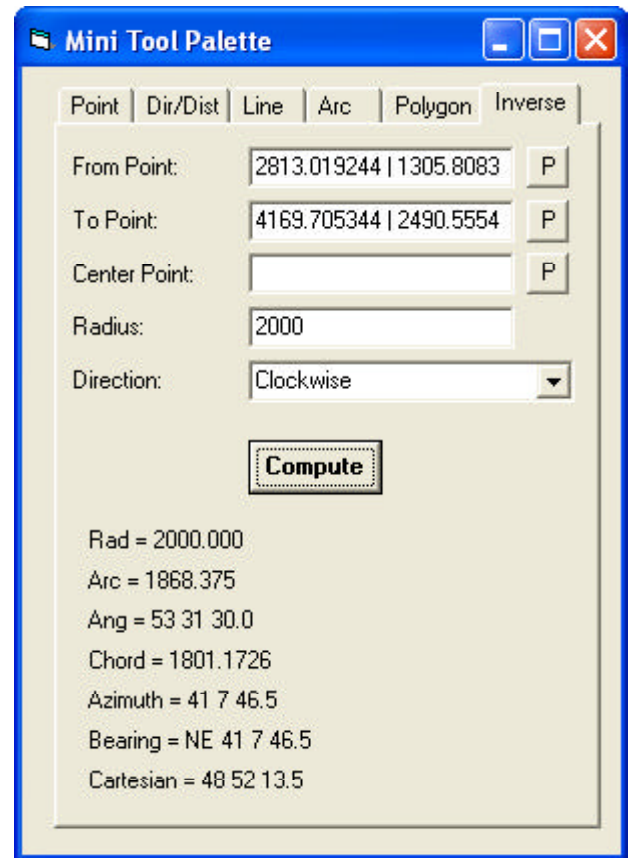 Mini Tool Palette
Point Dir/Dist Line Arc Polygon Inverse
From Point: 2813.019244 | 1305.8083 P
To Point: 4169.705344 | 2490.5554 P
Center Point: P
Radius: 2000
Direction: Clockwise
Compute
Rad = 2000.000
Arc = 1868.375
Ang = 53 31 30.0
Chord = 1801.1726
Azimuth = 41 7 46.5
Bearing = NE 41 7 46.5
Cartesian = 48 52 13.5